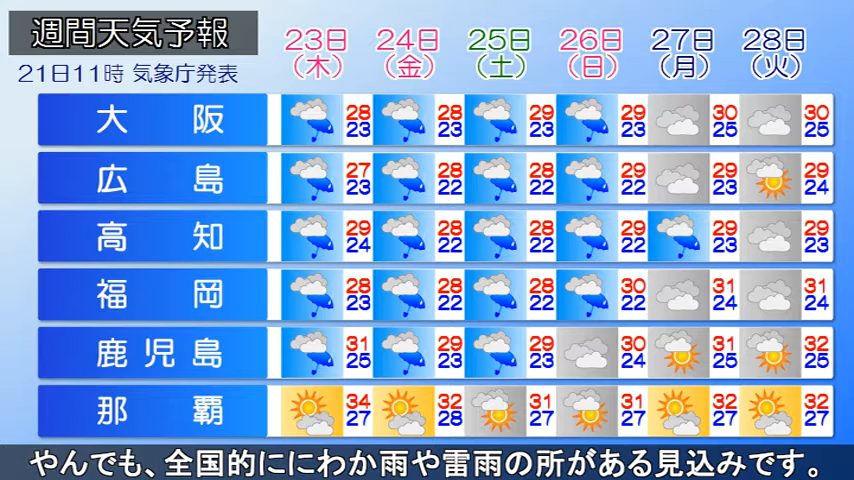 週間天気予報
21日11時 気象庁発表
23日 24日 25日 26日 27日 28日
(木) (金) (土) (日) (月) (火)
大阪 28 23 28 23 29 23 29 23 30 25 30 25
広島 27 23 28 22 28 22 29 22 29 23 29 24
高知 29 24 28 22 28 22 29 22 29 23 29 23
福岡 28 23 28 22 28 22 30 22 31 24 31 24
鹿児島 31 25 29 23 29 23 30 24 31 25 32 25
那覇 34 27 32 28 31 27 31 27 32 27 32 27
やんでも、全国的ににわか雨や雷雨の所がある見込みです。